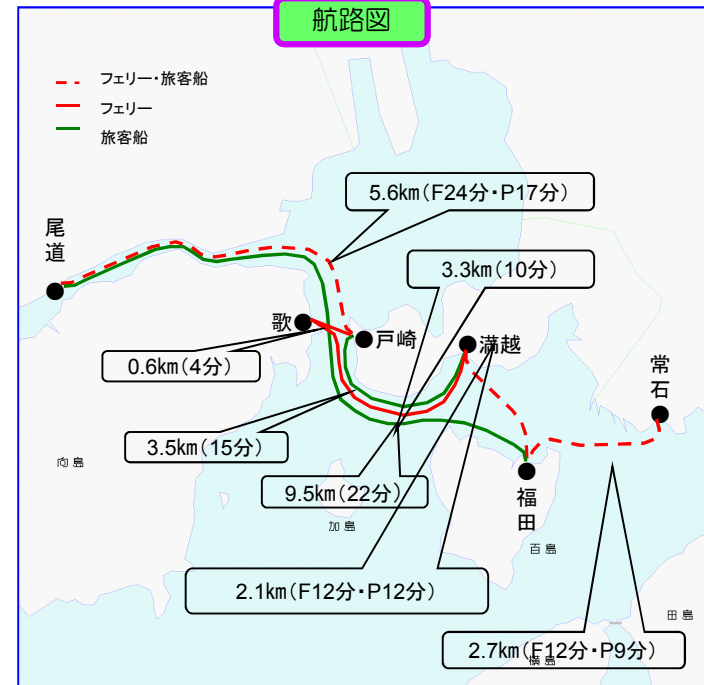 航路図
フェリー・旅客船
フェリー
旅客船
5.6㎞(F24分・P17分)
尾
道
3.3㎞(10分)
歌
戸崎
満越
常
石
0.6㎞(4分)
3.5㎞(15分)
向島
9.5㎞(22分)
福
田
加島
百島
2.1㎞(F12分・P12分)
田島
2.7㎞(F12分・P9分)
横島